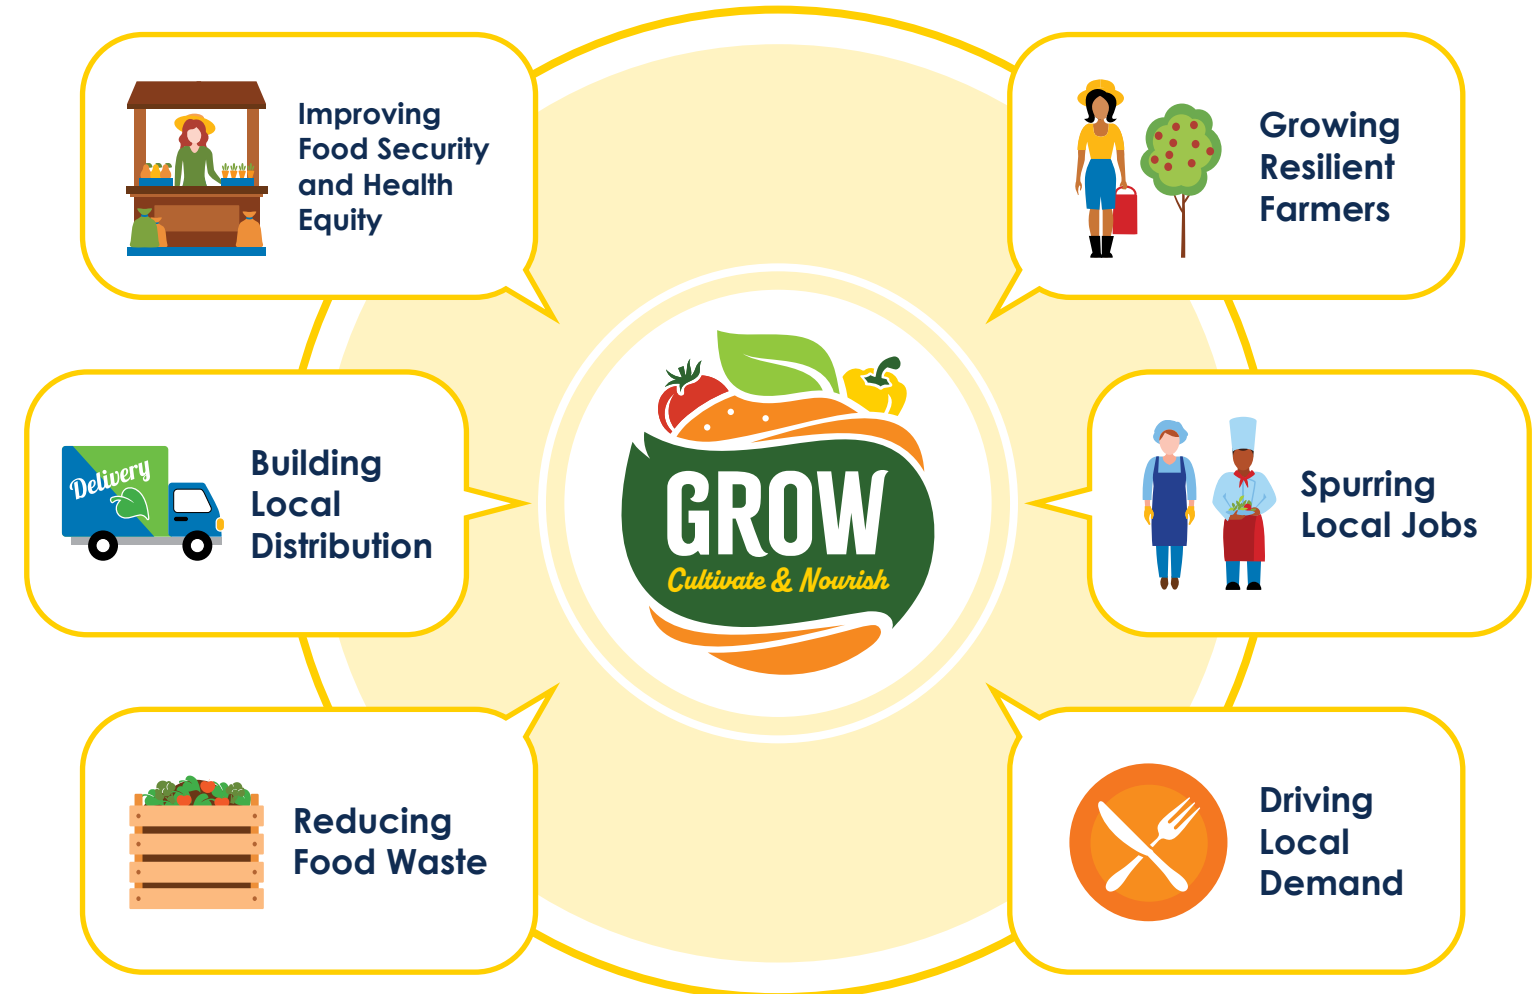 Improving
Food Security
and Health
Equity
Growing
Resilient
Farmers
Delivery
Building
Local
Distribution
GROW
Cultivate & Nourish
Spurring
Local Jobs
Reducing
Food Waste
Driving
Local
Demand